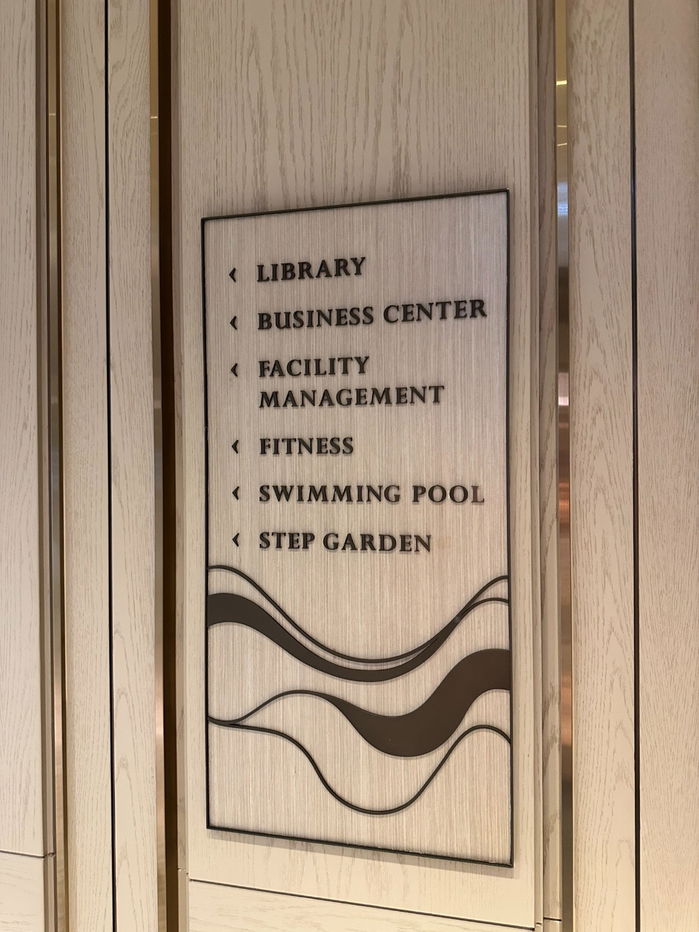 ‹ LIBRARY
‹ BUSINESS CENTER
‹ FACILITY
MANAGEMENT
‹ FITNESS
‹ SWIMMING POOL
‹ STEP GARDEN